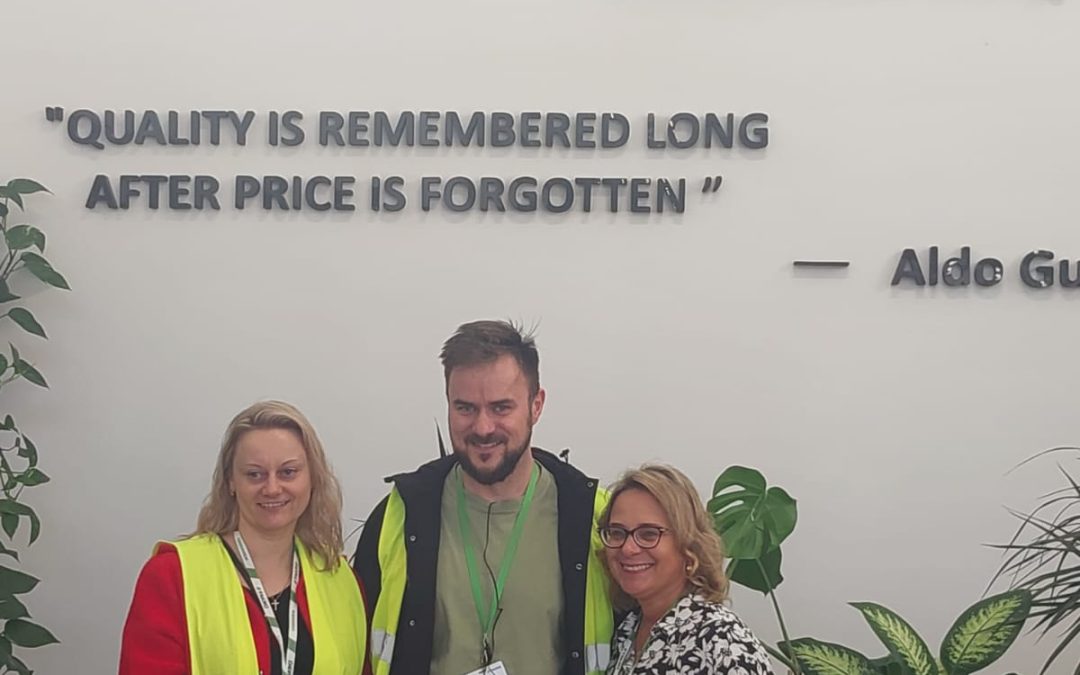 "QUALITY IS REMEMBERED LONG
AFTER PRICE IS FORGOTTEN ”
— Aldo Gu